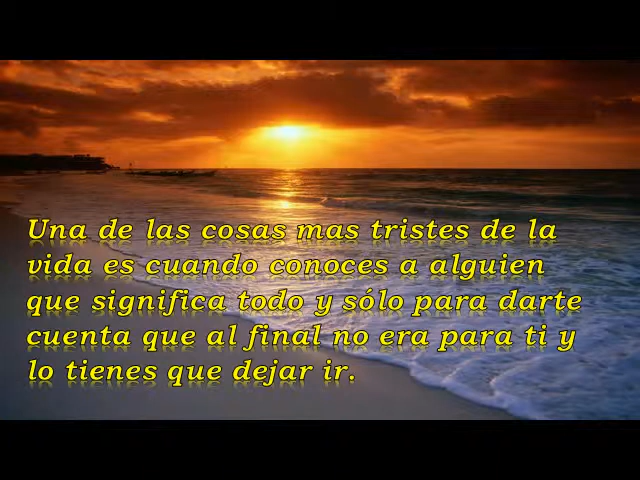 Una de las cosas mas tristes de la
vida es cuando conoces a alguien
que significa todo y sólo para darte
cuenta que al final no era para ti y
lo tienes que dejar ir.